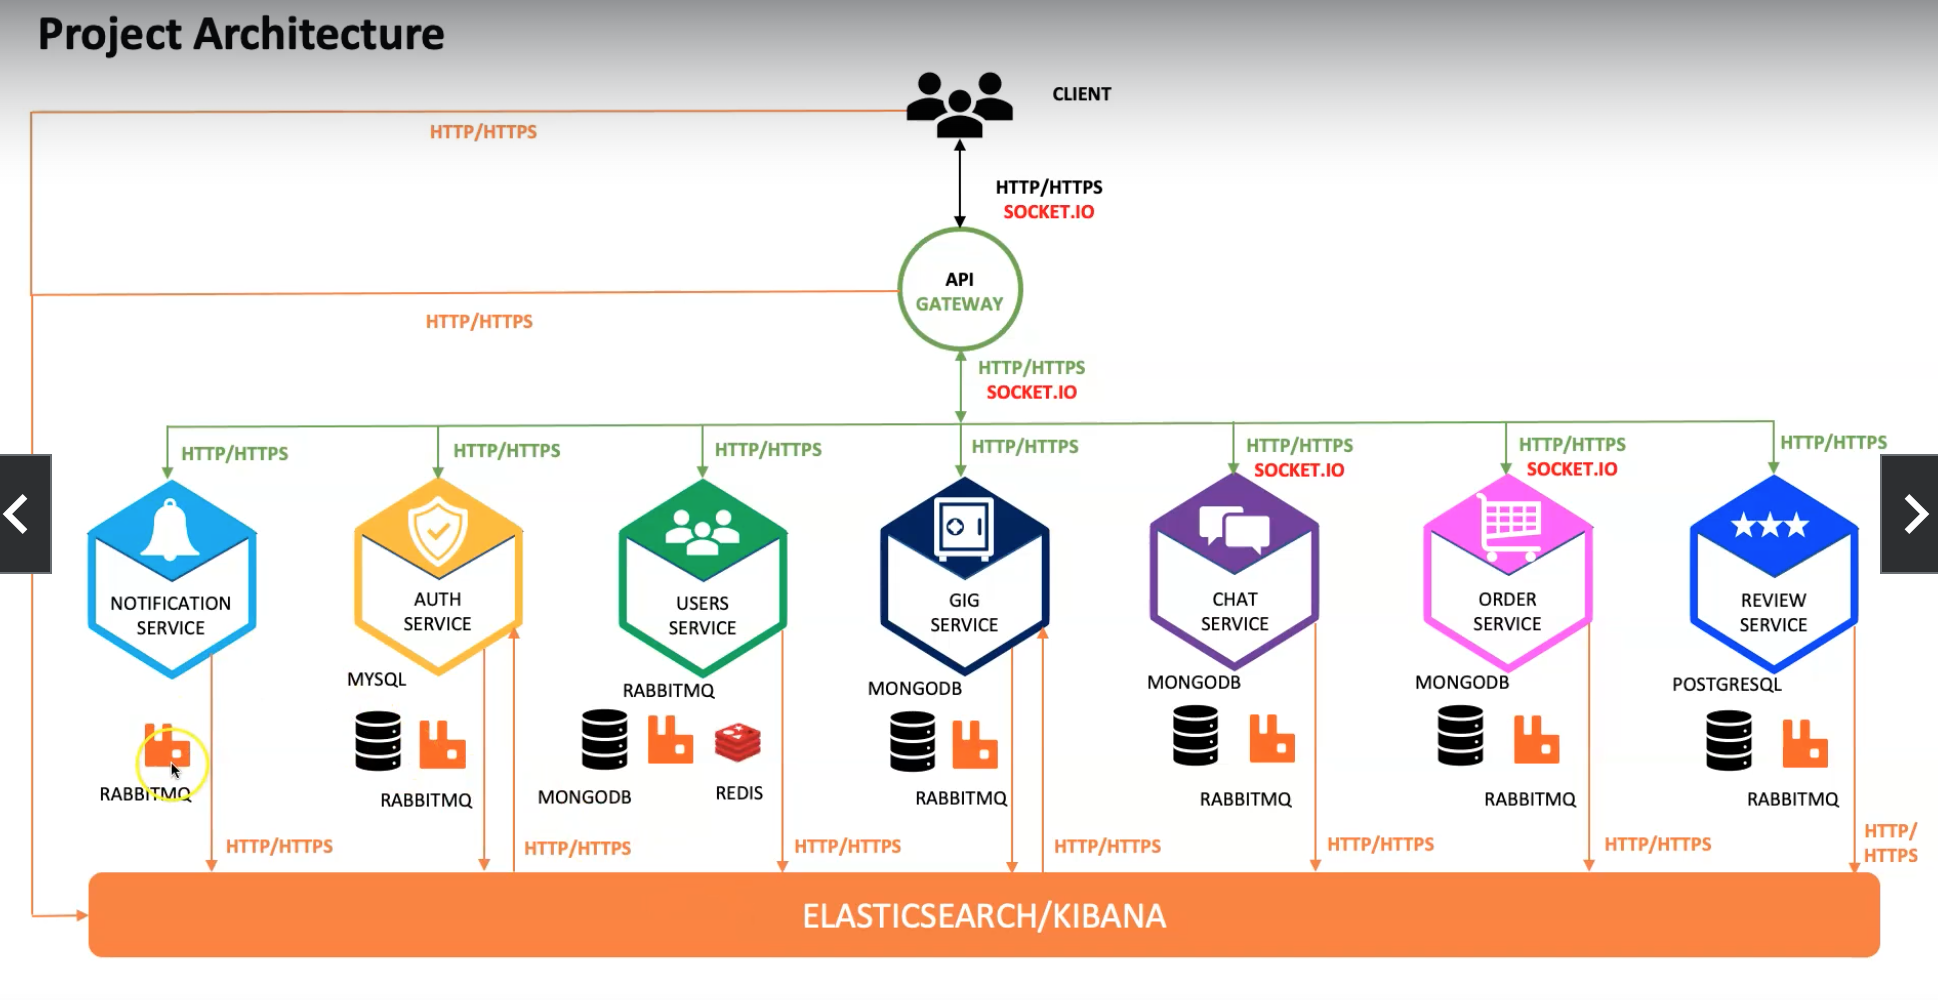 Project Architecture
CLIENT
HTTP/HTTPS
HTTP/HTTPS
SOCKET.IO
API
GATEWAY
HTTP/HTTPS
HTTP/HTTPS
SOCKET.IO
HTTP/HTTPS
HTTP/HTTPS
HTTP/HTTPS
HTTP/HTTPS
HTTP/HTTPS
SOCKET.IO
HTTP/HTTPS
SOCKET.IO
HTTP/HTTPS
NOTIFICATION
SERVICE
AUTH
SERVICE
USERS
SERVICE
GIG
SERVICE
CHAT
SERVICE
ORDER
SERVICE
REVIEW
SERVICE
MYSQL
RABBITMQ
MONGODB
MONGODB
MONGODB
POSTGRESQL
RABBITMQ
RABBITMQ
MONGODB
REDIS
RABBITMQ
RABBITMQ
RABBITMQ
RABBITMQ
HTTP/HTTPS
HTTP/HTTPS
HTTP/HTTPS
HTTP/HTTPS
HTTP/HTTPS
HTTP/HTTPS
HTTP/
HTTPS
ELASTICSEARCH/KIBANA